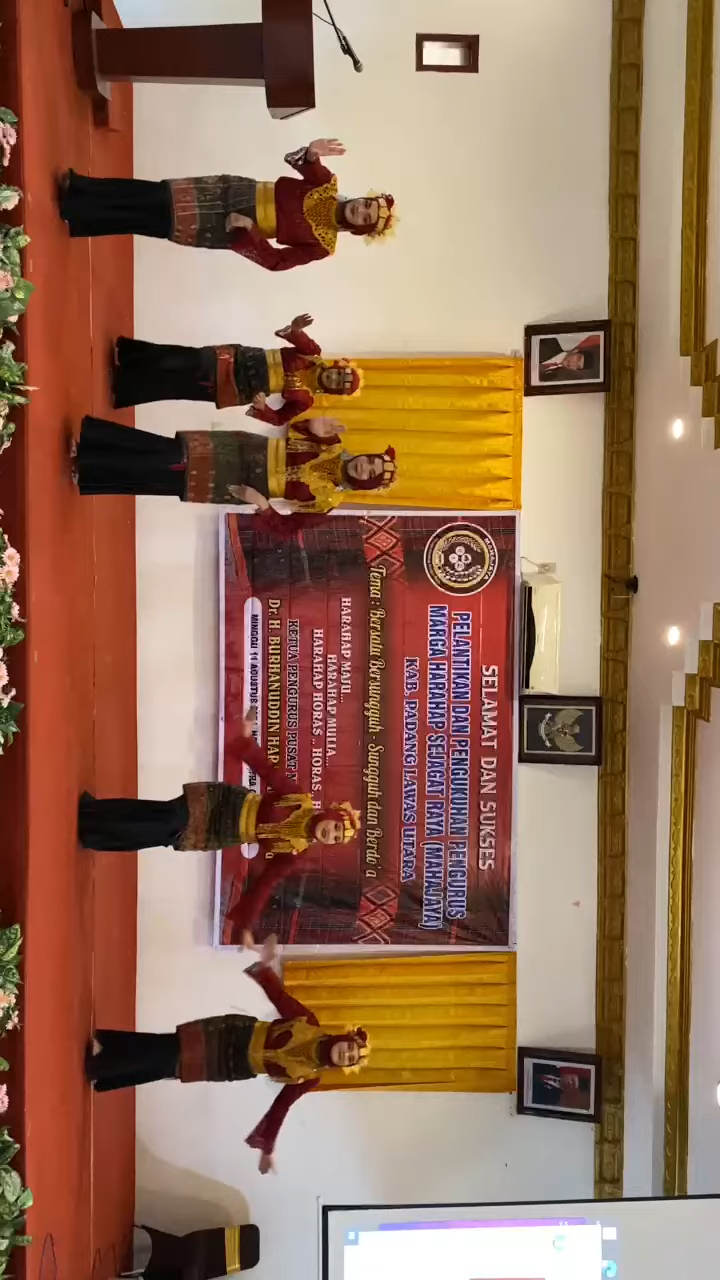 MAHAJAYA
SELAMAT DAN SUKSES
PELANTIKAN DAN PENGUKUHAN PENGURUS
MARGA HARAHAP SEJAGAT RAYA (MAHAJAYA)
KAB. PADANG LAWAS UTARA
Tema : Bersatu Bersungguh - Sungguh dan Berdo'a
HARAHAP MAJU...
HARAHAP MULIA...
HARAHAP HORAS .. HORAS..
KETUA PENGURUS PUSAT
Dr. H. BURHANUDDIN
MINGGU 11 AGUSTUS